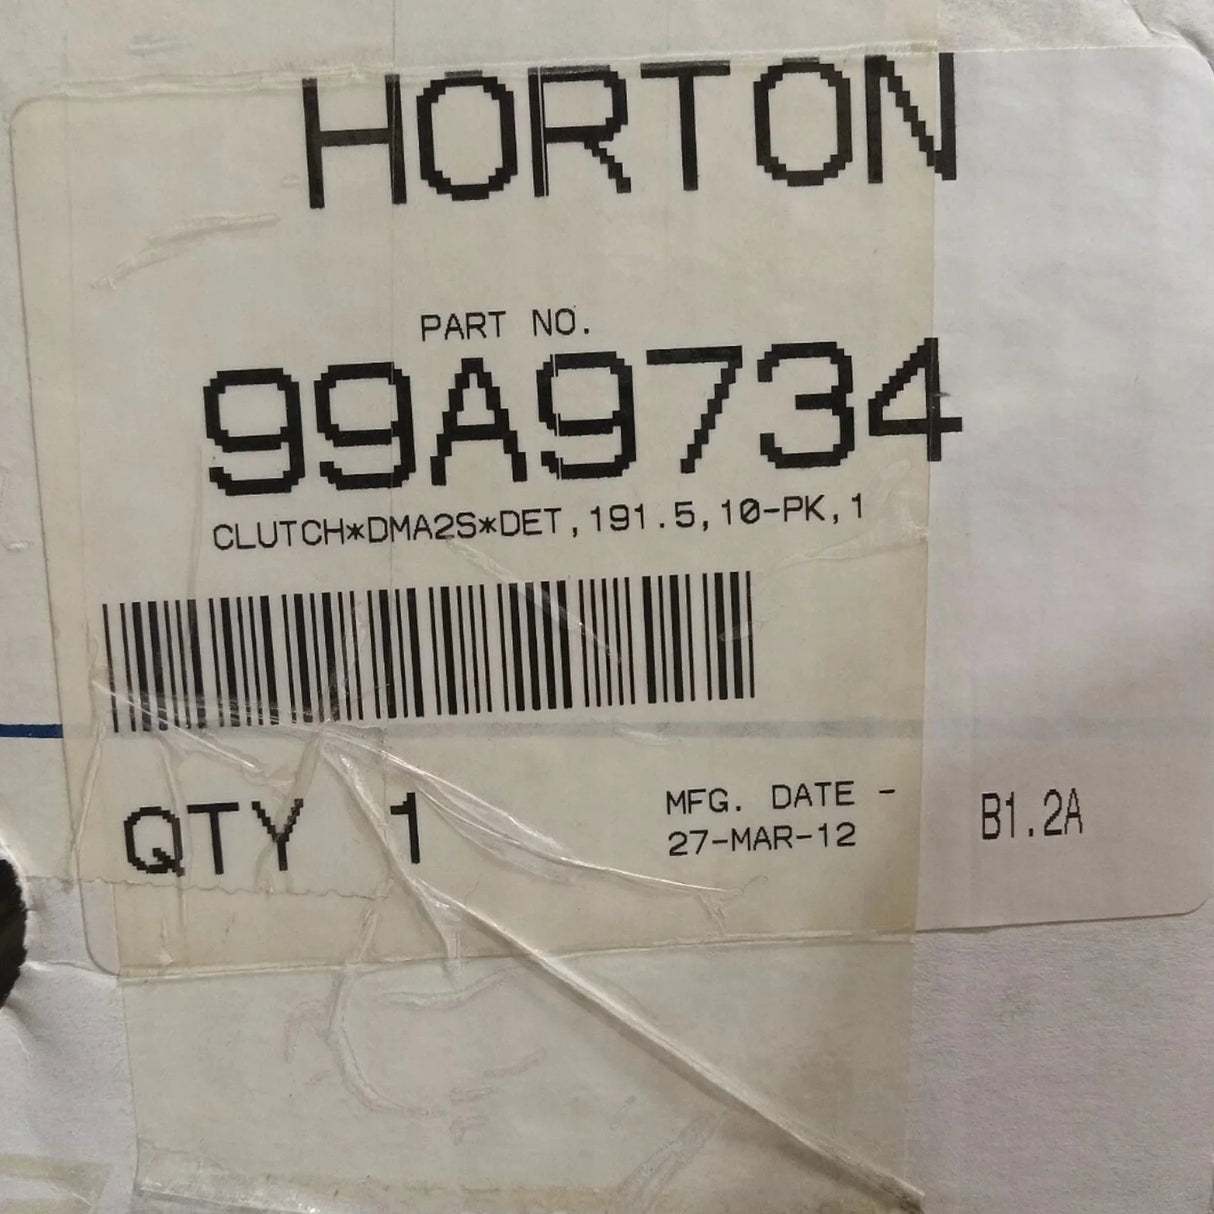 HORTON
PART NO.
99A9734
CLUTCH*DMA2S*DET,191.5,10-PK,1
QTY 1
MFG. DATE -
27-MAR-12
B1.2A